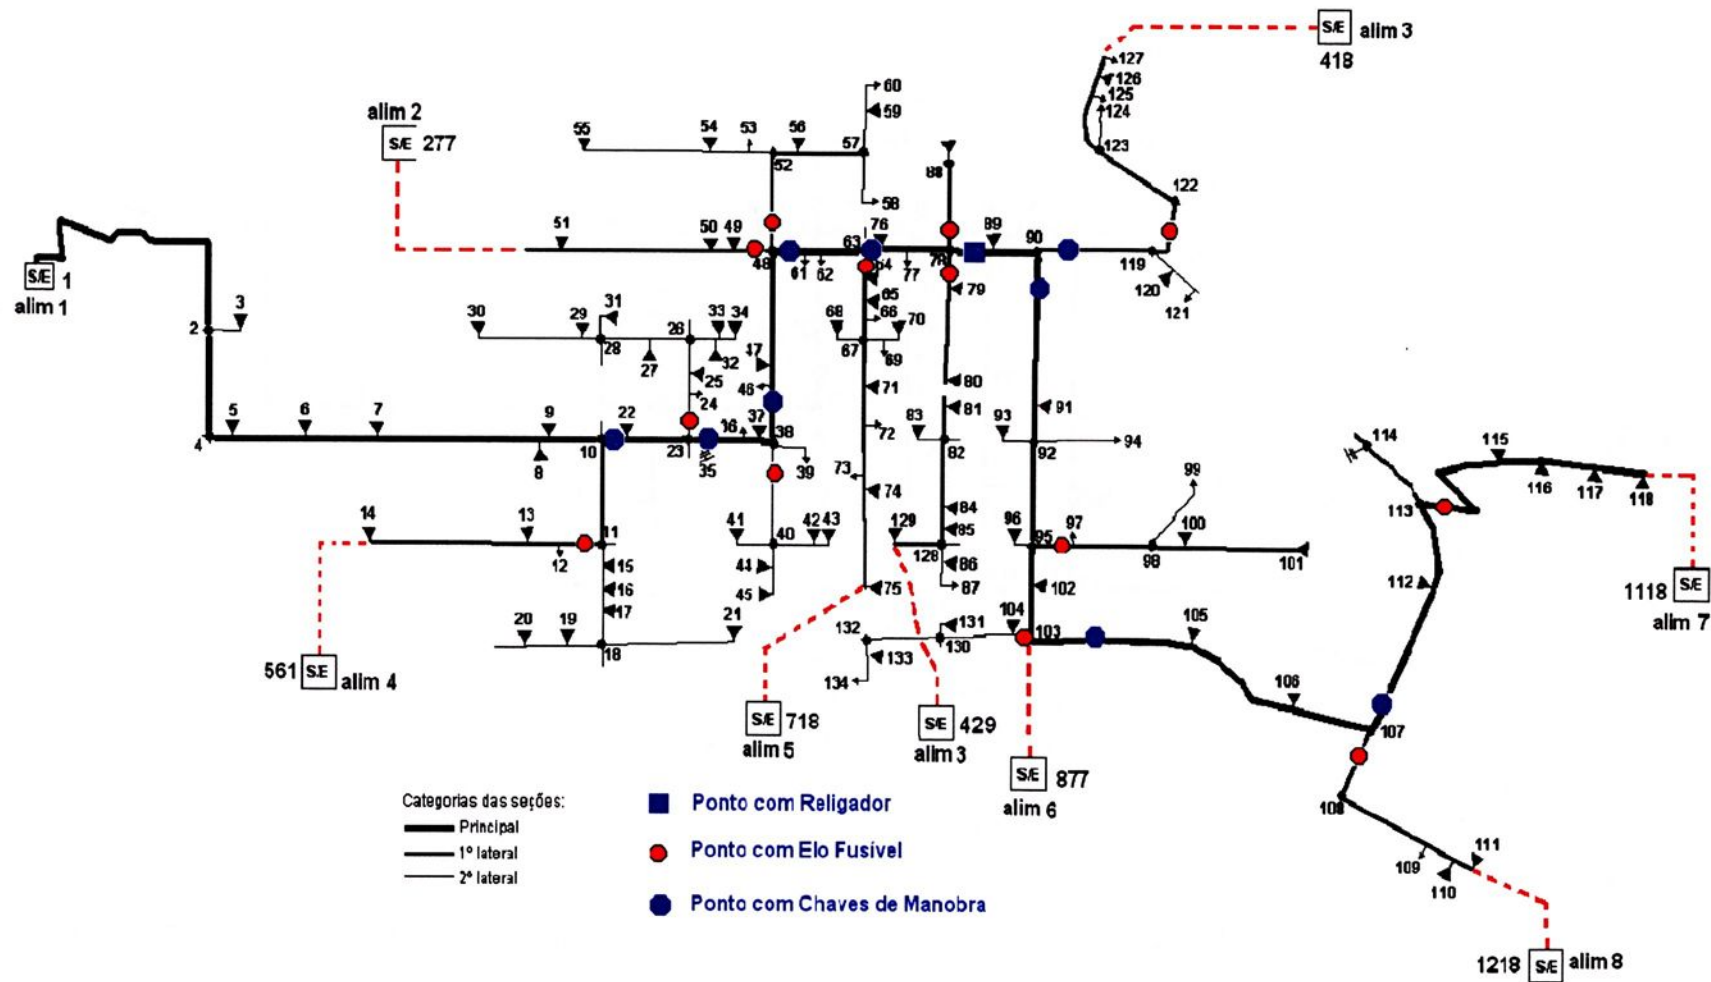 S/E alim 3
418
127
126
125
124
123
122
60
59
alim 2
S/E 277
55 54 53 56 57
52
58
88
51 50 49 48 61 62 63 64 76 77 78 89 90 119
120
121
S/E 1
alim 1
2 3
30 29 31 28 27 26 33 34 32
25
24
47
46
65
66
68 70
67 69
71
72
73
74
75
79
80
81
83 82
84
85
86
87
129 128
91
93 92 94
4 5 6 7 8 9 10 22 23 35 36 37 38 39
14 13 12 11
15
16
17
20 19 18 21
41 40 42 43
44
45
96 95 97 98 99 100 101
102
104 103 105
106
107
132 131 130
133
134
114
113
115 116 117 118
112
108
109 110 111
561 S.E alim 4
S/E 718
alim 5
S/E 429
alim 3
S/E 877
alim 6
1118 S/E
alim 7
1218 S/E alim 8
Categorias das seções:
Principal
1º lateral
2º lateral
Ponto com Religador
Ponto com Elo Fusível
Ponto com Chaves de Manobra